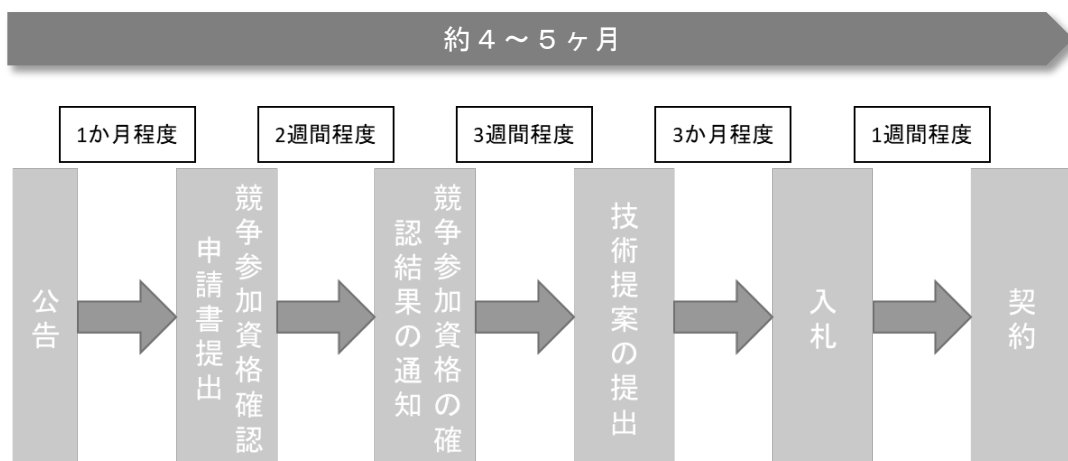 約４～５ヶ月
1か月程度
2週間程度
3週間程度
3か月程度
1週間程度
公告
競争参加資格確認
申請書提出
競争参加資格の確
認結果の通知
技術提案の提出
入札
契約